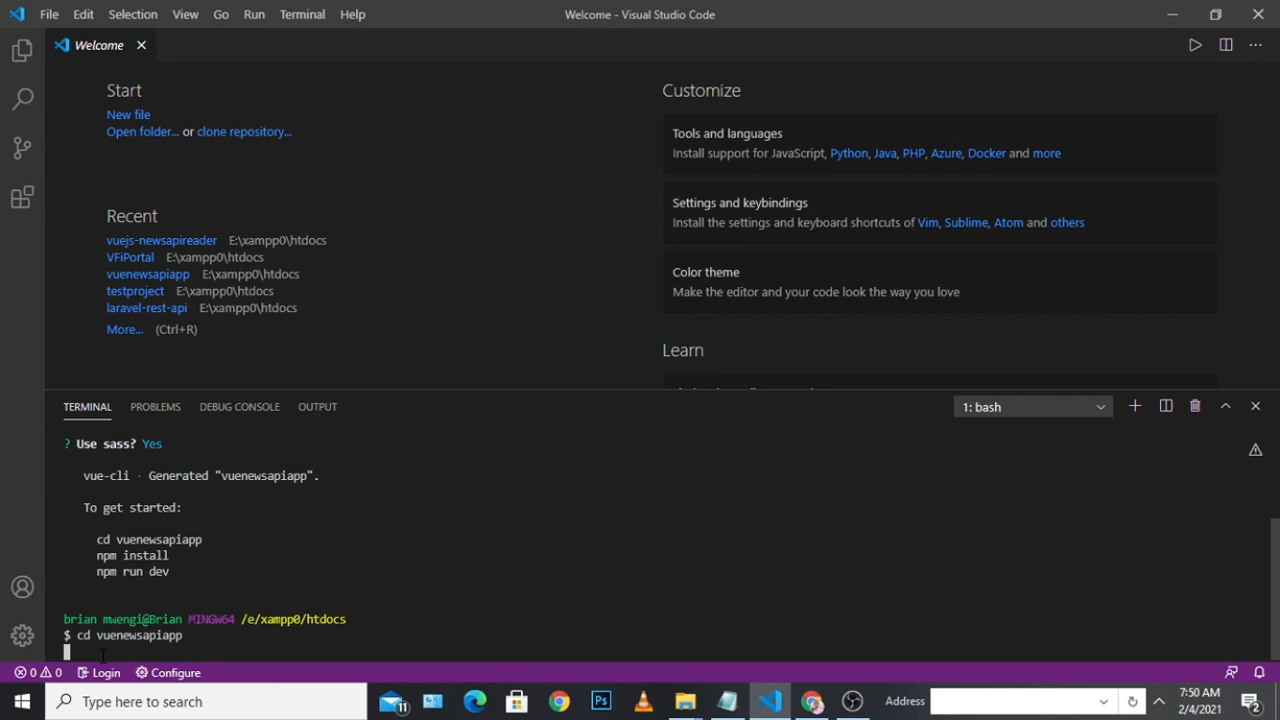 File Edit Selection View Go Run Terminal Help Welcome - Visual Studio Code
Welcome
Start
New file
Open folder... or clone repository...
Recent
vuejs-newsapireader E:\xampp0\htdocs
VFiPortal E:\xampp0\htdocs
vuenewsapiapp E:\xampp0\htdocs
testproject E:\xampp0\htdocs
laravel-rest-api E:\xampp0\htdocs
More... (Ctrl+R)
Customize
Tools and languages
Install support for JavaScript, Python, Java, PHP, Azure, Docker and more
Settings and keybindings
Install the settings and keyboard shortcuts of Vim, Sublime, Atom and others
Color theme
Make the editor and your code look the way you love
Learn
TERMINAL PROBLEMS DEBUG CONSOLE OUTPUT 1: bash
? Use sass? Yes
vue-cli · Generated "vuenewsapiapp".
To get started:
cd vuenewsapiapp
npm install
npm run dev
brian mwengi@Brian MINGW64 /e/xampp0/htdocs
$ cd vuenewsapiapp
0 0 Login Configure
Type here to search 11 Ps Address 7:50 AM
2/4/2021 2